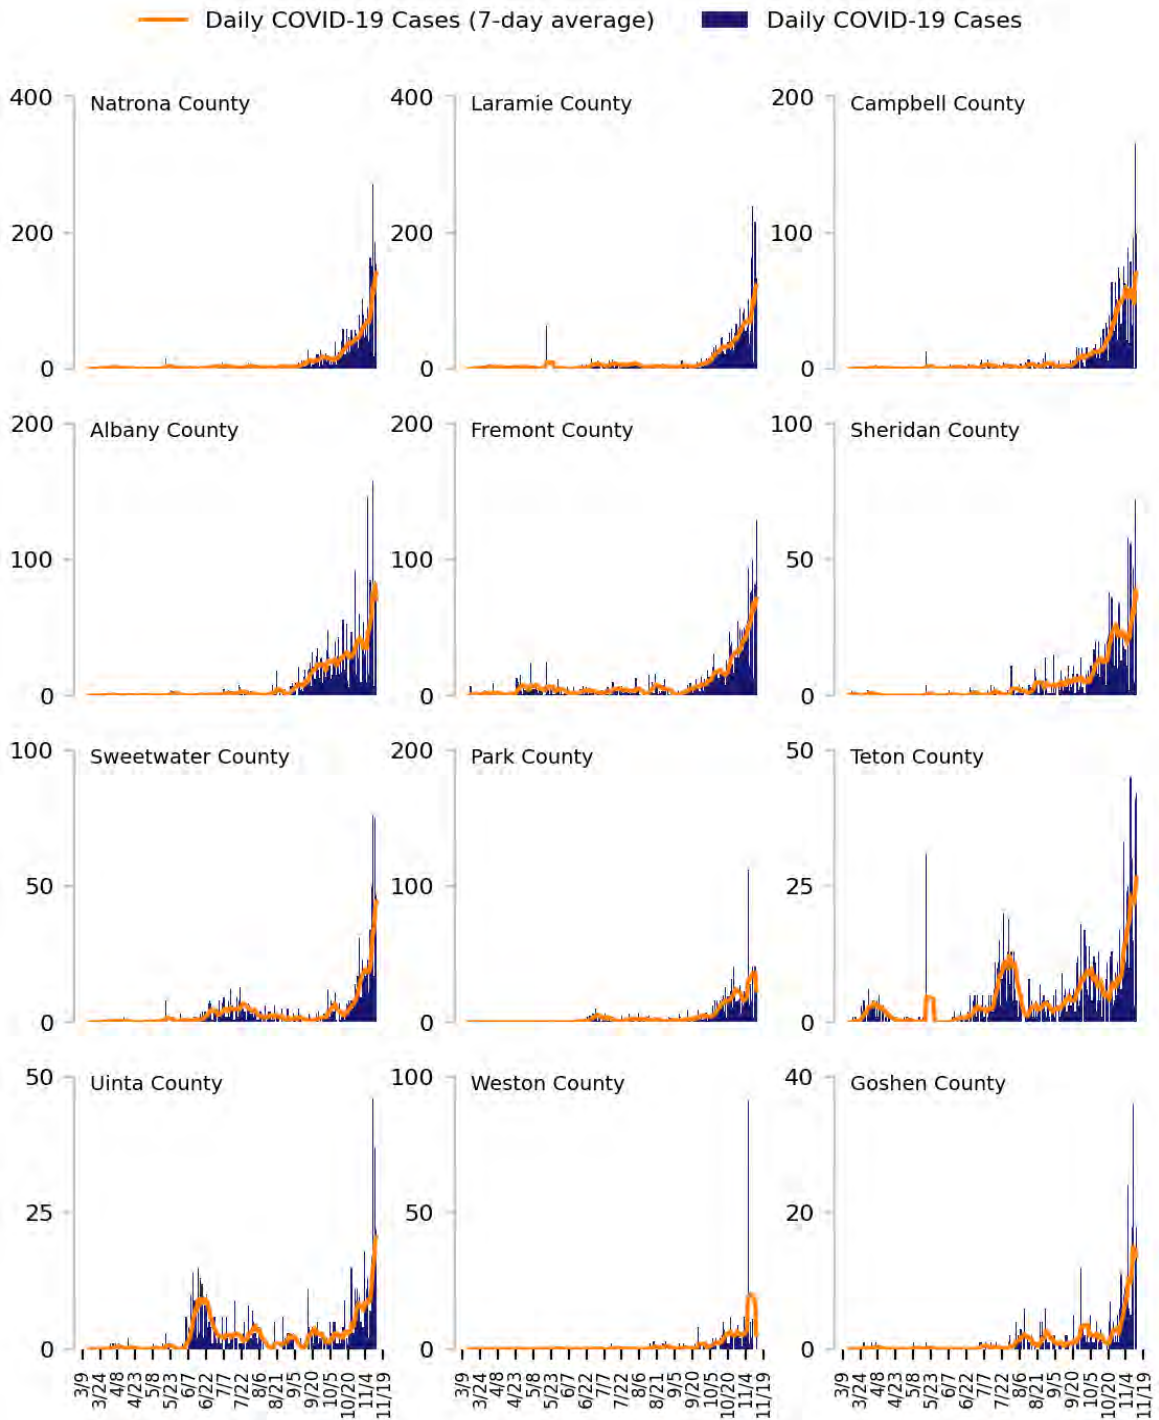 Daily COVID-19 Cases (7-day average) Daily COVID-19 Cases
400 Natrona County 400 Laramie County 200 Campbell County
200 200 100
0 0 0
200 Albany County 200 Fremont County 100 Sheridan County
100 100 50
0 0 0
100 Sweetwater County 200 Park County 50 Teton County
50 100 25
0 0 0
50 Uinta County 100 Weston County 40 Goshen County
25 50 20
0 0 0
3/9 3/24 4/8 4/23 5/8 5/23 6/7 6/22 7/7 7/22 8/6 8/21 9/5 9/20 10/5 10/20 11/4 11/19 3/9 3/24 4/8 4/23 5/8 5/23 6/7 6/22 7/7 7/22 8/6 8/21 9/5 9/20 10/5 10/20 11/4 11/19 3/9 3/24 4/8 4/23 5/8 5/23 6/7 6/22 7/7 7/22 8/6 8/21 9/5 9/20 10/5 10/20 11/4 11/19